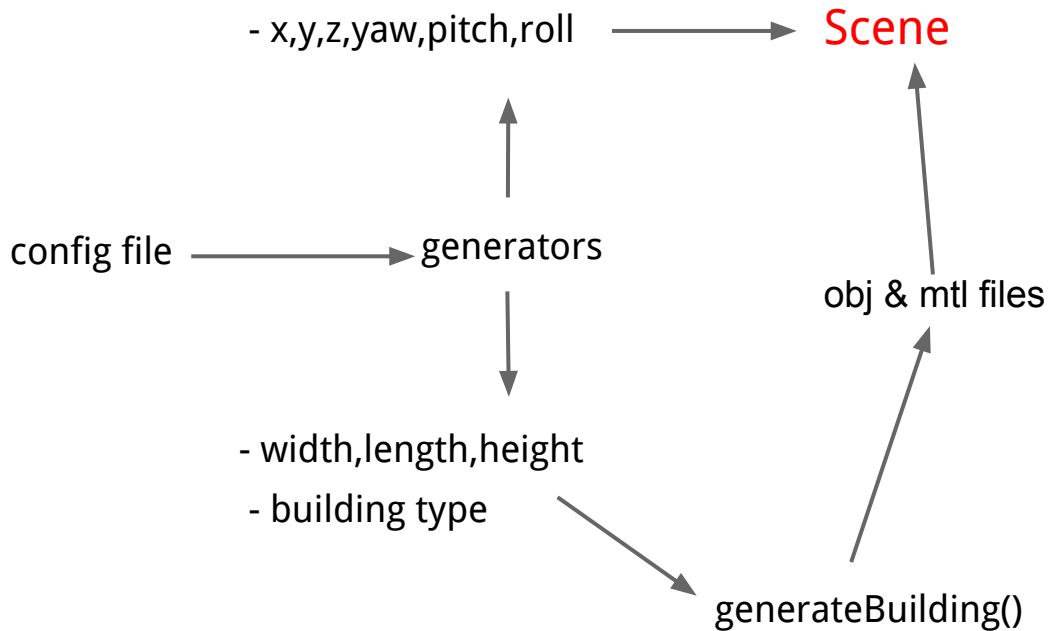 - x,y,z,yaw,pitch,roll
Scene
config file
generators
obj & mtl files
- width,length,height
- building type
generateBuilding()